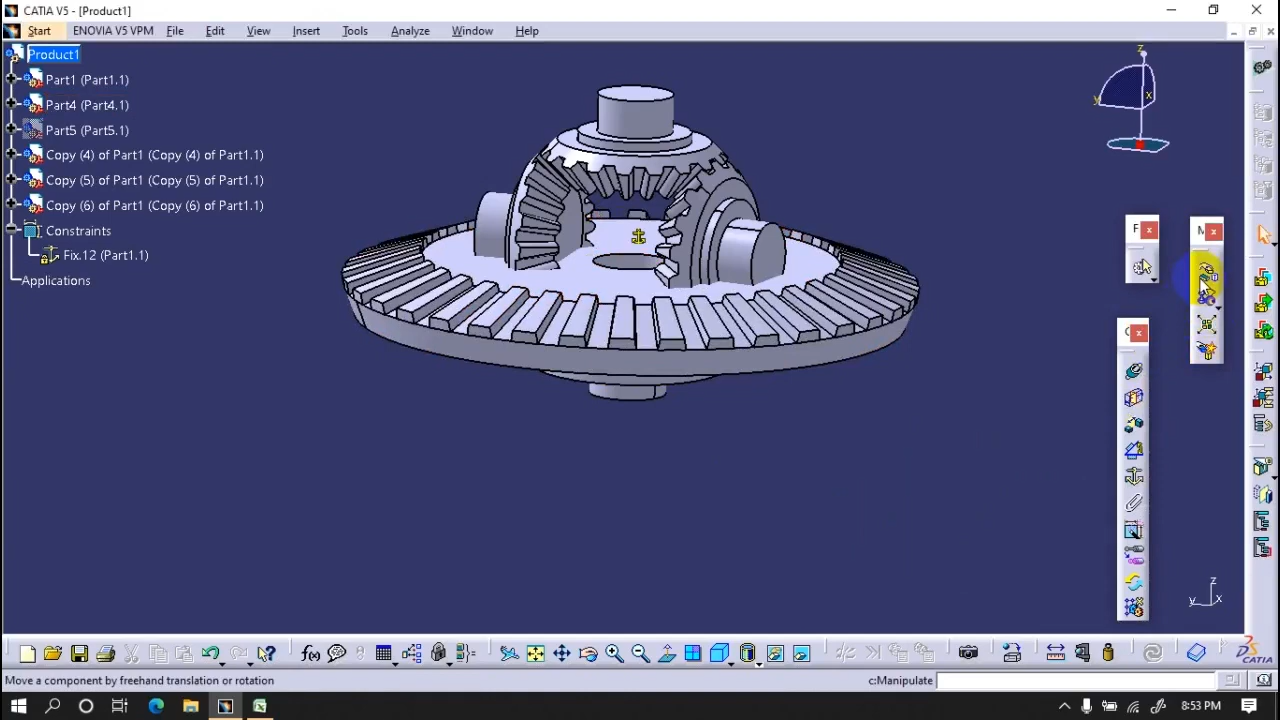 CATIA V5 - [Product1]
Start ENOVIA V5 VPM File Edit View Insert Tools Analyze Window Help
Product1
Part1 (Part1.1)
Part4 (Part4.1)
Part5 (Part5.1)
Copy (4) of Part1 (Copy (4) of Part1.1)
Copy (5) of Part1 (Copy (5) of Part1.1)
Copy (6) of Part1 (Copy (6) of Part1.1)
Constraints
Fix.12 (Part1.1)
Applications
z
y x
F
M
z
y x
f(x)
CATIA
Move a component by freehand translation or rotation c:Manipulate
8:53 PM